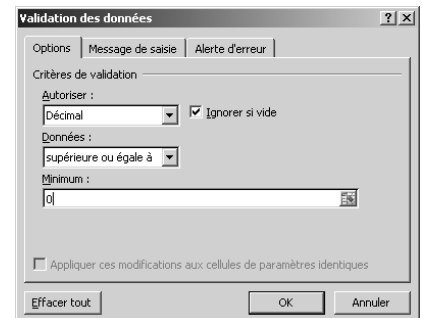 Validation des données
Options Message de saisie Alerte d'erreur
Critères de validation
Autoriser :
Décimal Ignorer si vide
Données :
supérieure ou égale à
Minimum :
0
Appliquer ces modifications aux cellules de paramètres identiques
Effacer tout OK Annuler